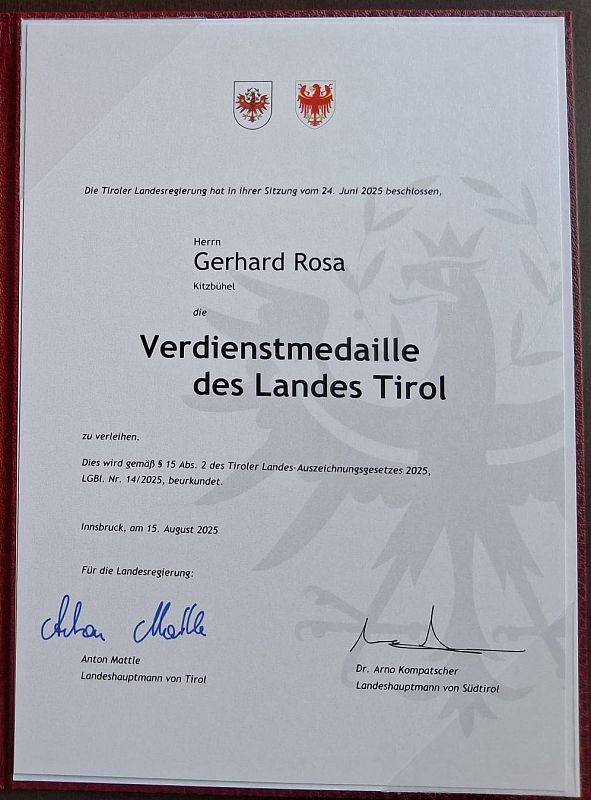 Die Tiroler Landesregierung hat in ihrer Sitzung vom 24. Juni 2025 beschlossen,
Herrn
Gerhard Rosa
Kitzbühel
die
Verdienstmedaille
des Landes Tirol
zu verleihen.
Dies wird gemäß § 15 Abs. 2 des Tiroler Landes-Auszeichnungsgesetzes 2025,
LGBl. Nr. 14/2025, beurkundet.
Innsbruck, am 15. August 2025
Für die Landesregierung:
Anton Mattle
Anton Mattle
Landeshauptmann von Tirol
Dr. Arno Kompatscher
Landeshauptmann von Südtirol